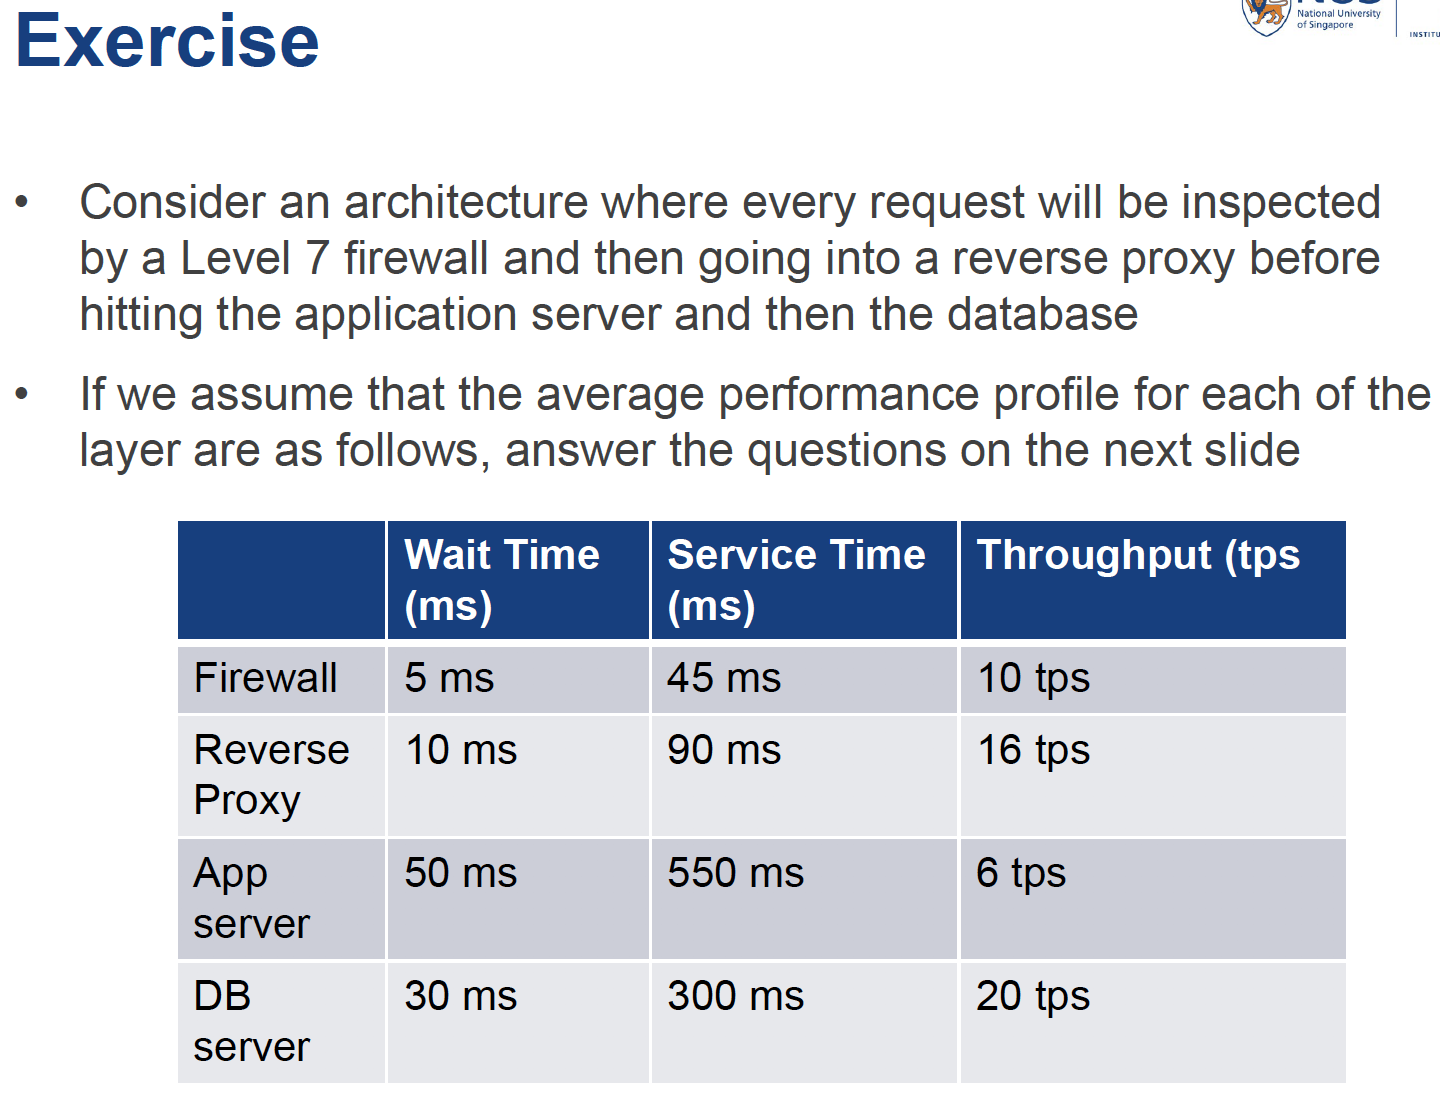 Exercise
National University
of Singapore
INSTITU
• Consider an architecture where every request will be inspected
by a Level 7 firewall and then going into a reverse proxy before
hitting the application server and then the database
• If we assume that the average performance profile for each of the
layer are as follows, answer the questions on the next slide
Wait Time (ms) Service Time (ms) Throughput (tps
Firewall 5 ms 45 ms 10 tps
Reverse Proxy 10 ms 90 ms 16 tps
App server 50 ms 550 ms 6 tps
DB server 30 ms 300 ms 20 tps